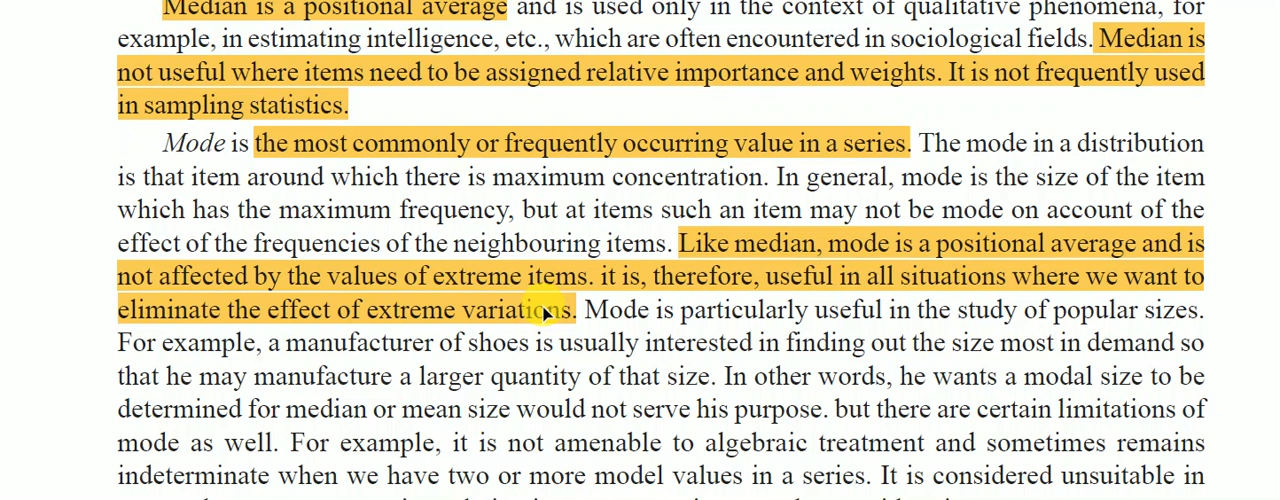 Median is a positional average and is used only in the context of qualitative phenomena, for
example, in estimating intelligence, etc., which are often encountered in sociological fields. Median is
not useful where items need to be assigned relative importance and weights. It is not frequently used
in sampling statistics.
Mode is the most commonly or frequently occurring value in a series. The mode in a distribution
is that item around which there is maximum concentration. In general, mode is the size of the item
which has the maximum frequency, but at items such an item may not be mode on account of the
effect of the frequencies of the neighbouring items. Like median, mode is a positional average and is
not affected by the values of extreme items. it is, therefore, useful in all situations where we want to
eliminate the effect of extreme variations. Mode is particularly useful in the study of popular sizes.
For example, a manufacturer of shoes is usually interested in finding out the size most in demand so
that he may manufacture a larger quantity of that size. In other words, he wants a modal size to be
determined for median or mean size would not serve his purpose. but there are certain limitations of
mode as well. For example, it is not amenable to algebraic treatment and sometimes remains
indeterminate when we have two or more model values in a series. It is considered unsuitable in